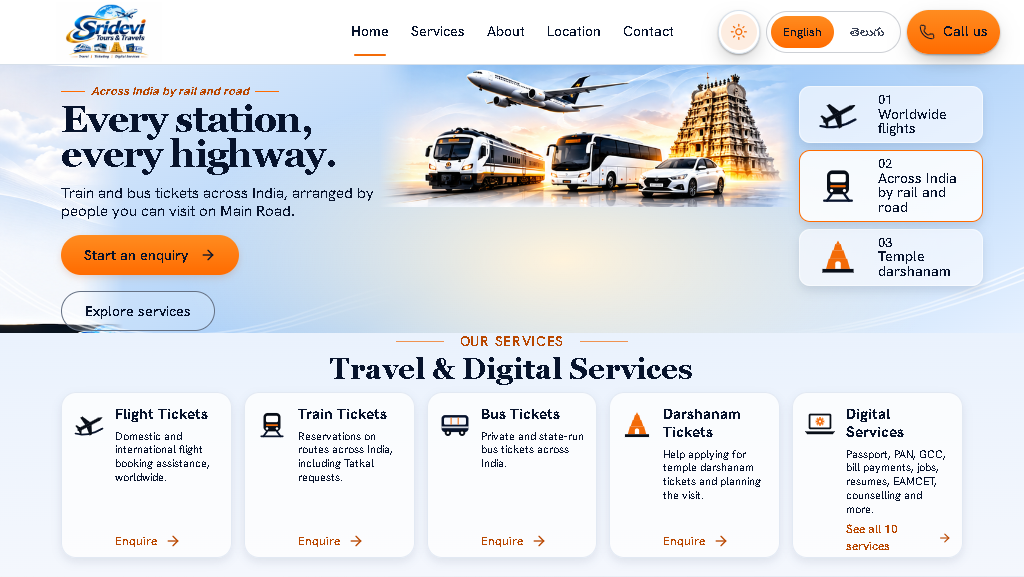 Sridevi
Tours & Travels
Travel | Ticketing | Digital Services
Home
Services
About
Location
Contact
English
తెలుగు
Call us
Across India by rail and road
Every station,
every highway.
Train and bus tickets across India, arranged by
people you can visit on Main Road.
Start an enquiry
Explore services
01
Worldwide
flights
02
Across India
by rail and
road
03
Temple
darshanam
OUR SERVICES
Travel & Digital Services
Flight Tickets
Domestic and
international flight
booking assistance,
worldwide.
Enquire
Train Tickets
Reservations on
routes across India,
including Tatkal
requests.
Enquire
Bus Tickets
Private and state-run
bus tickets across
India.
Enquire
Darshanam
Tickets
Help applying for
temple darshanam
tickets and planning
the visit.
Enquire
Digital
Services
Passport, PAN, GCC,
bill payments, jobs,
resumes, EAMCET,
counselling and
more.
See all 10
services